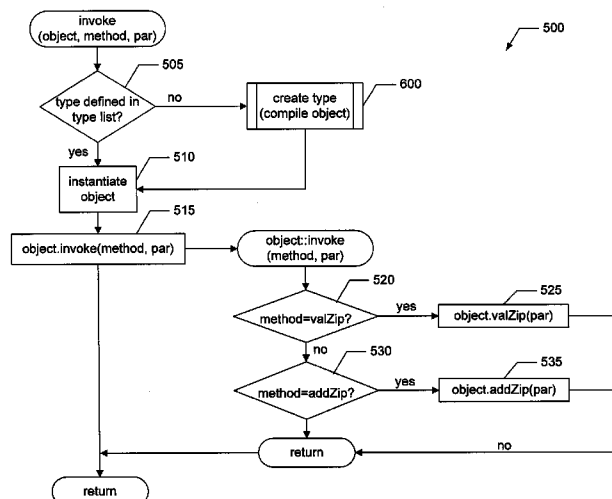 invoke
(object, method, par)
500
505
type defined in
type list?
no
600
create type
(compile object)
yes
510
instantiate
object
515
object.invoke(method, par)
object::invoke
(method, par)
520
method=valZip?
yes
525
object.valZip(par)
no
530
method=addZip?
yes
535
object.addZip(par)
no
return
return